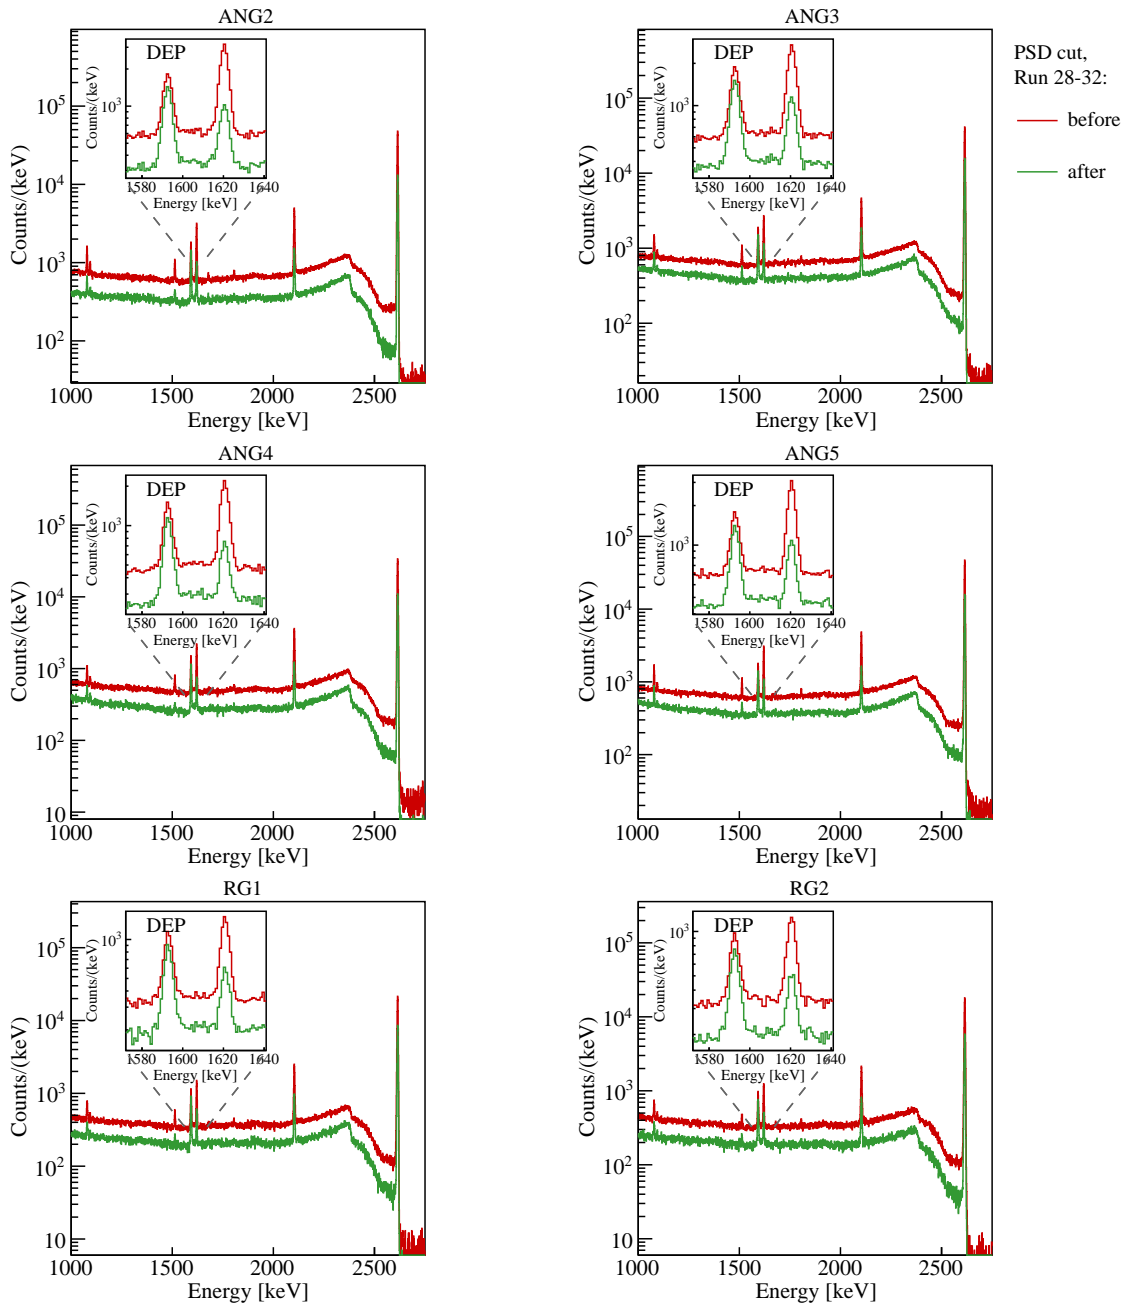 ANG2
DEP
Counts/(keV)
10^3
1580 1600 1620 1640
Energy [keV]
Counts/(keV)
10^5
10^4
10^3
10^2
1000 1500 2000 2500
Energy [keV]
ANG3
DEP
Counts/(keV)
10^3
1580 1600 1620 1640
Energy [keV]
Counts/(keV)
10^5
10^4
10^3
10^2
1000 1500 2000 2500
Energy [keV]
PSD cut,
Run 28-32:
before
after
ANG4
DEP
Counts/(keV)
10^3
1580 1600 1620 1640
Energy [keV]
Counts/(keV)
10^5
10^4
10^3
10^2
10
1000 1500 2000 2500
Energy [keV]
ANG5
DEP
Counts/(keV)
10^3
1580 1600 1620 1640
Energy [keV]
Counts/(keV)
10^5
10^4
10^3
10^2
10
1000 1500 2000 2500
Energy [keV]
RG1
DEP
Counts/(keV)
10^3
1580 1600 1620 1640
Energy [keV]
Counts/(keV)
10^5
10^4
10^3
10^2
10
1000 1500 2000 2500
Energy [keV]
RG2
DEP
Counts/(keV)
10^3
1580 1600 1620 1640
Energy [keV]
Counts/(keV)
10^5
10^4
10^3
10^2
10
1000 1500 2000 2500
Energy [keV]